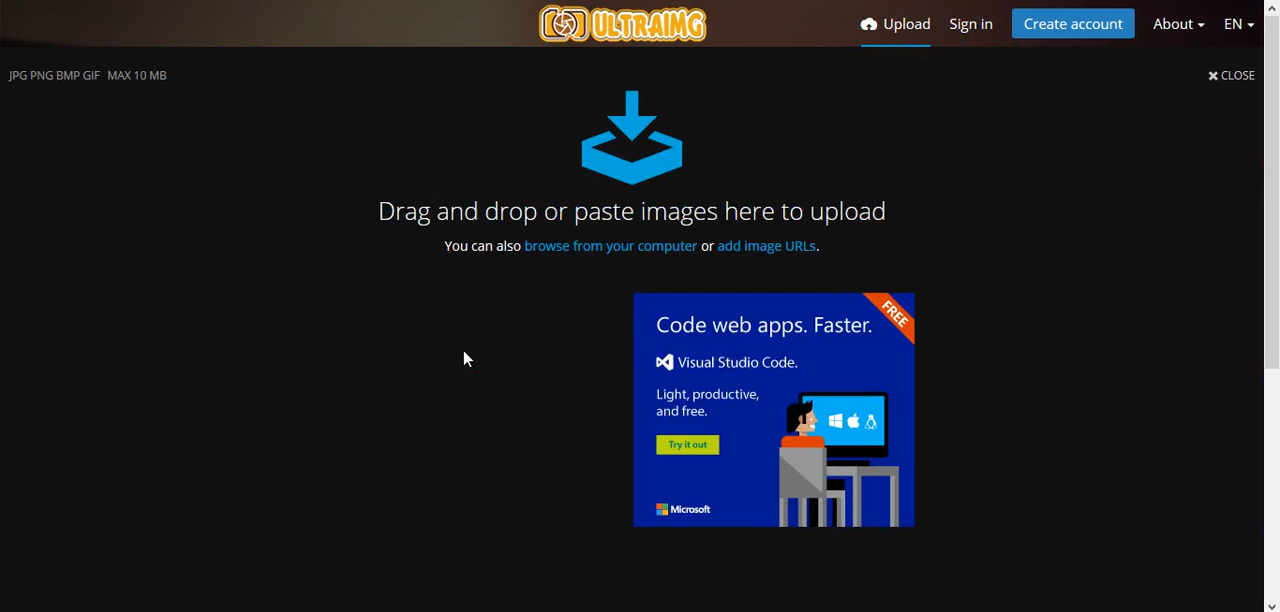 ULTRAIMG
Upload
Sign in
Create account
About
EN
JPG PNG BMP GIF MAX 10 MB
CLOSE
Drag and drop or paste images here to upload
You can also browse from your computer or add image URLs.
FREE
Code web apps. Faster.
Visual Studio Code.
Light, productive,
and free.
Try it out
Microsoft